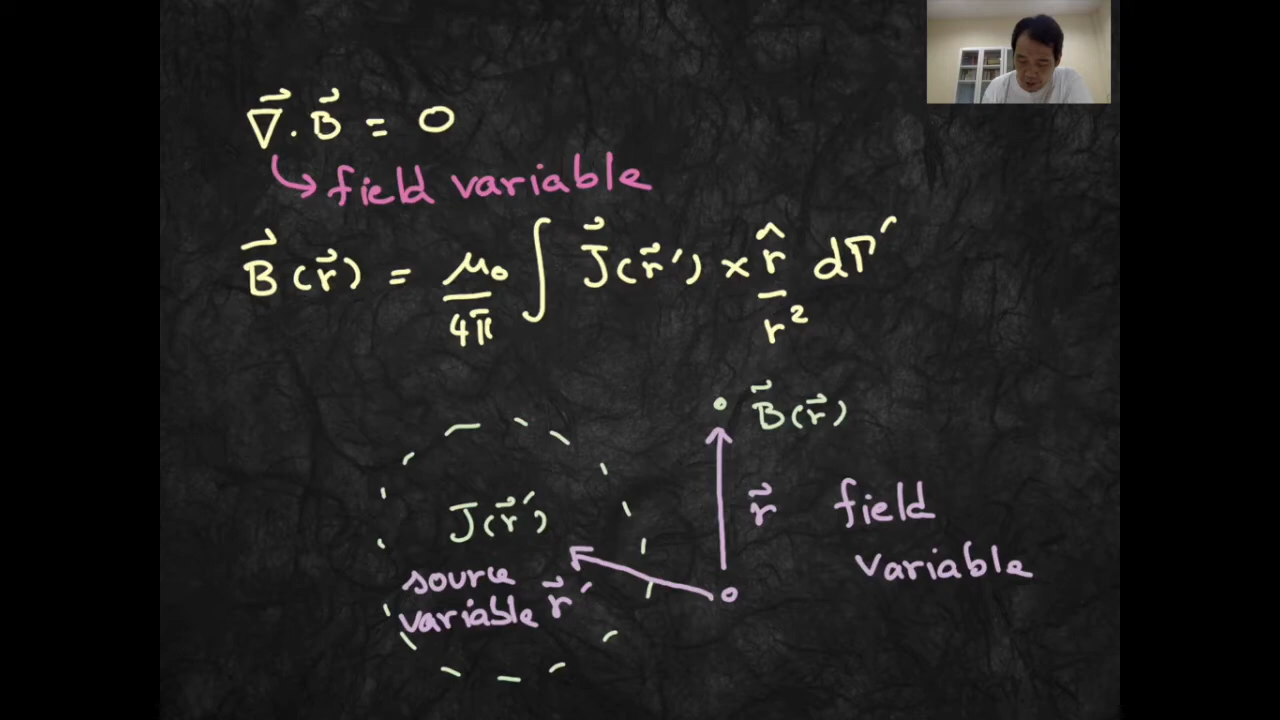 ∇⃗ · B⃗ = 0
↳ field variable
B⃗(r⃗) = μ₀/4π ∫ J⃗(r⃗′) × r̂/r² dτ′
B⃗(r⃗)
J(r⃗′)
r⃗ field
variable
source
variable r⃗′